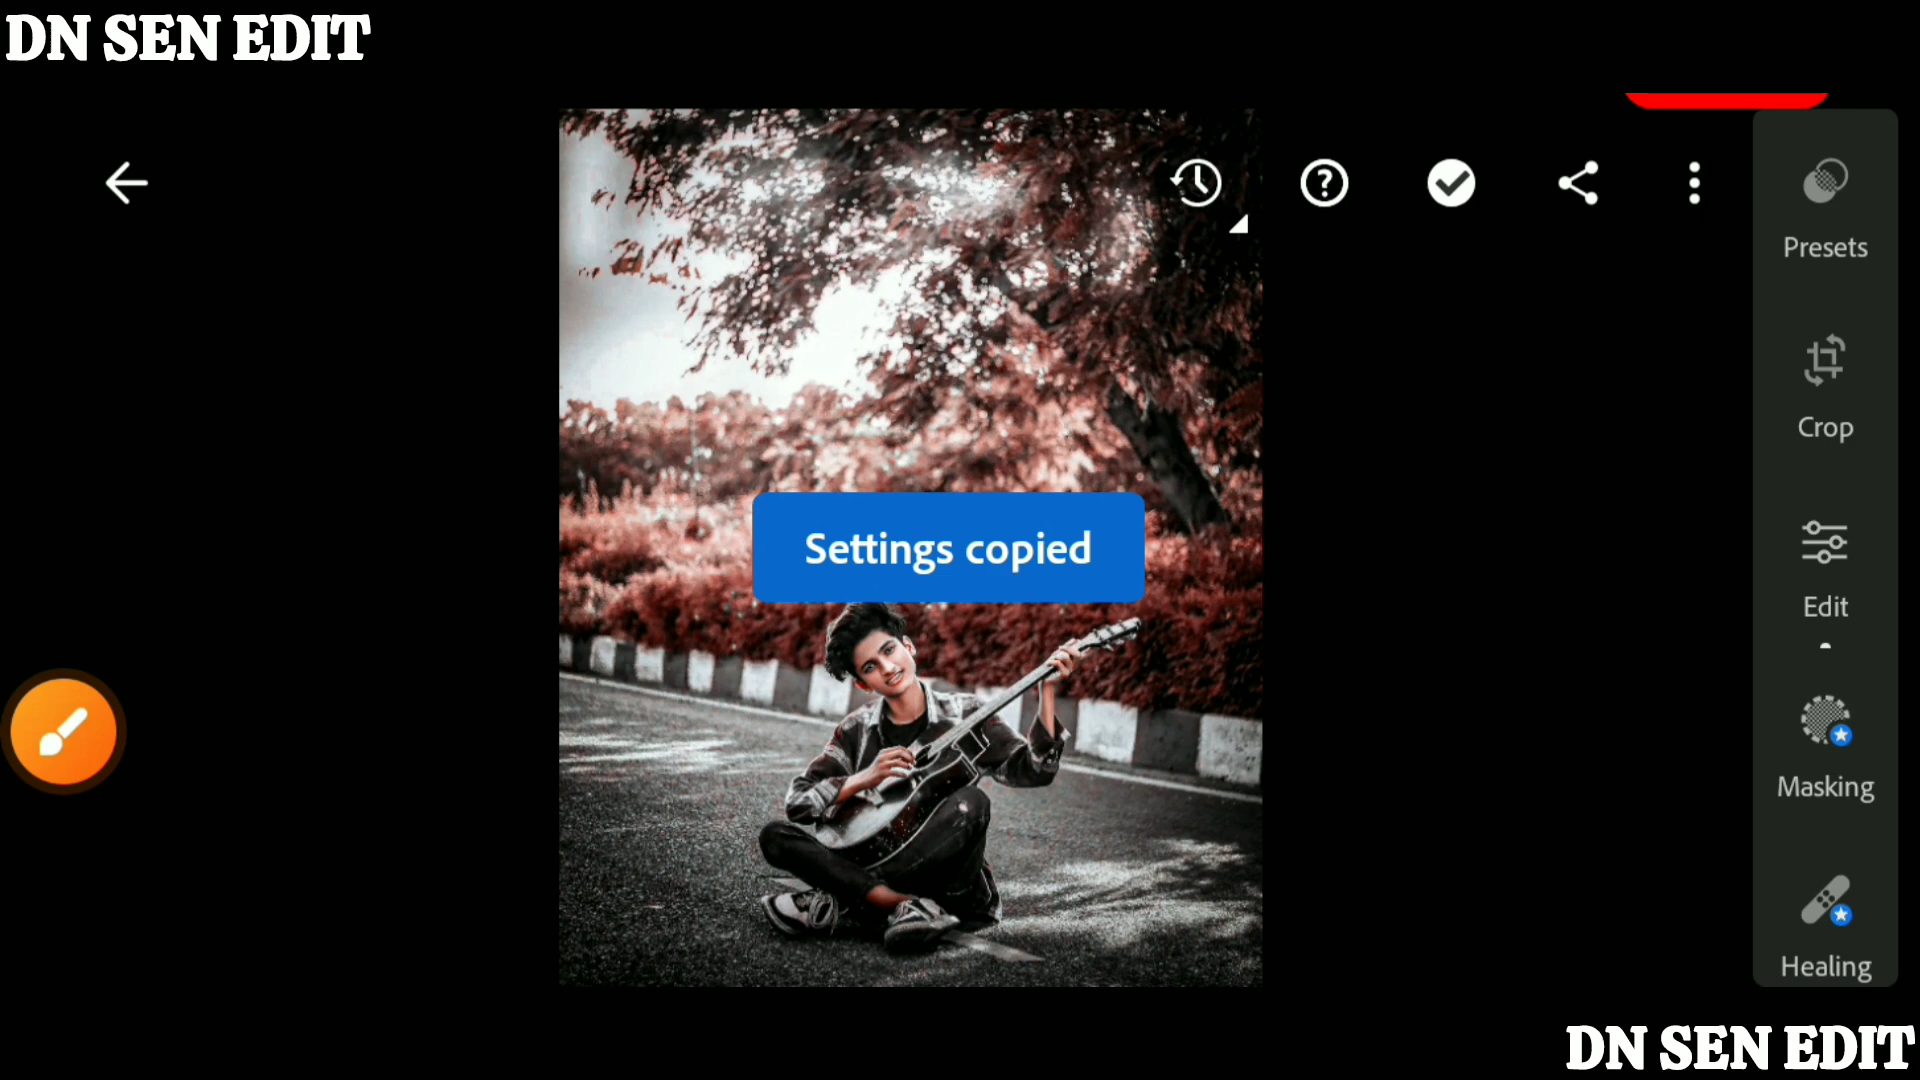 DN SEN EDIT
Presets
Crop
Settings copied
Edit
Masking
Healing
DN SEN EDIT